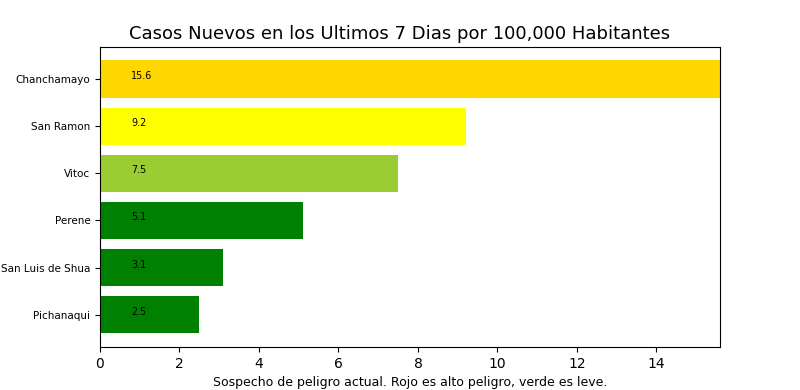 Casos Nuevos en los Ultimos 7 Dias por 100,000 Habitantes
Chanchamayo 15.6
San Ramon 9.2
Vitoc 7.5
Perene 5.1
San Luis de Shua 3.1
Pichanaqui 2.5
0 2 4 6 8 10 12 14
Sospecho de peligro actual. Rojo es alto peligro, verde es leve.